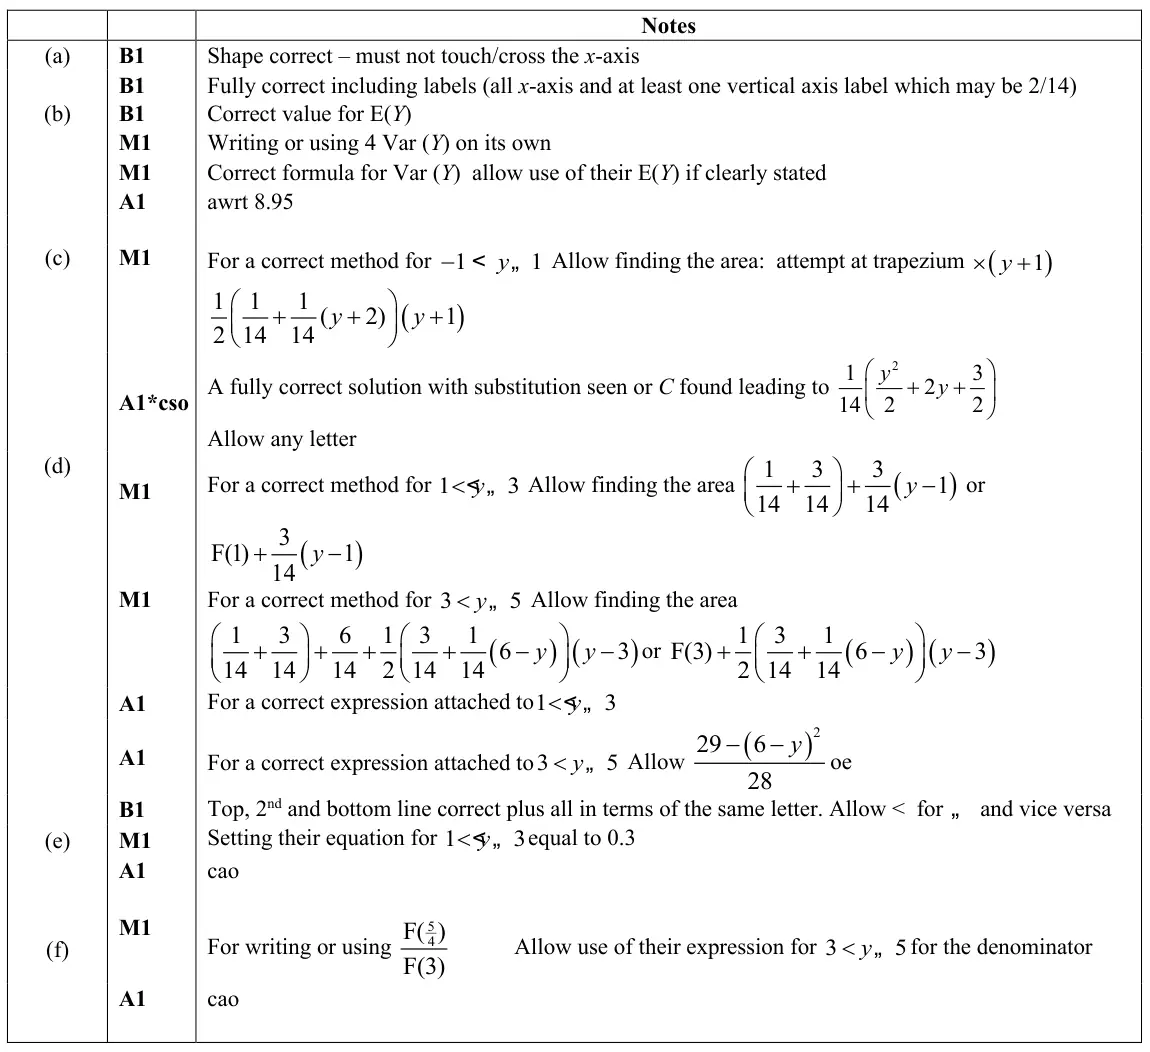 Notes
(a) B1 Shape correct – must not touch/cross the x-axis
B1 Fully correct including labels (all x-axis and at least one vertical axis label which may be 2/14)
(b) B1 Correct value for E(Y)
M1 Writing or using 4 Var (Y) on its own
M1 Correct formula for Var (Y) allow use of their E(Y) if clearly stated
A1 awrt 8.95
(c) M1 For a correct method for −1 < y„ 1 Allow finding the area: attempt at trapezium ×(y+1)
1/2(1/14 + 1/14(y+2))(y+1)
A1*cso A fully correct solution with substitution seen or C found leading to 1/14(y²/2 + 2y + 3/2)
Allow any letter
(d) M1 For a correct method for 1<y„ 3 Allow finding the area (1/14 + 3/14) + 3/14(y−1) or
F(1) + 3/14(y−1)
M1 For a correct method for 3 < y„ 5 Allow finding the area
(1/14 + 3/14) + 6/14 + 1/2(3/14 + 1/14(6−y))(y−3) or F(3) + 1/2(3/14 + 1/14(6−y))(y−3)
A1 For a correct expression attached to 1<y„ 3
A1 For a correct expression attached to 3 < y„ 5 Allow (29−(6−y)²)/28 oe
B1 Top, 2nd and bottom line correct plus all in terms of the same letter. Allow < for „ and vice versa
(e) M1 Setting their equation for 1<y„ 3 equal to 0.3
A1 cao
(f) M1 For writing or using F(5/4)/F(3) Allow use of their expression for 3 < y„ 5 for the denominator
A1 cao